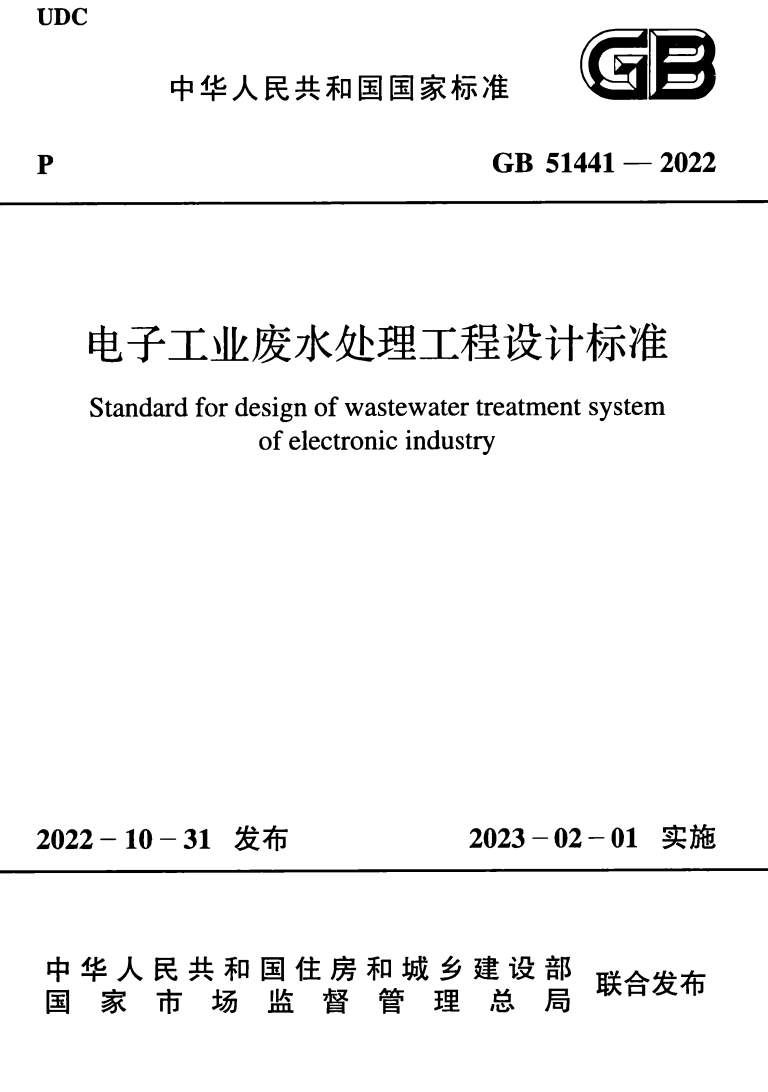 UDC
GB
中华人民共和国国家标准
P
GB 51441 — 2022
电子工业废水处理工程设计标准
Standard for design of wastewater treatment system
of electronic industry
2022 - 10 - 31 发布
2023 - 02 - 01 实施
中华人民共和国住房和城乡建设部
国家市场监督管理总局
联合发布